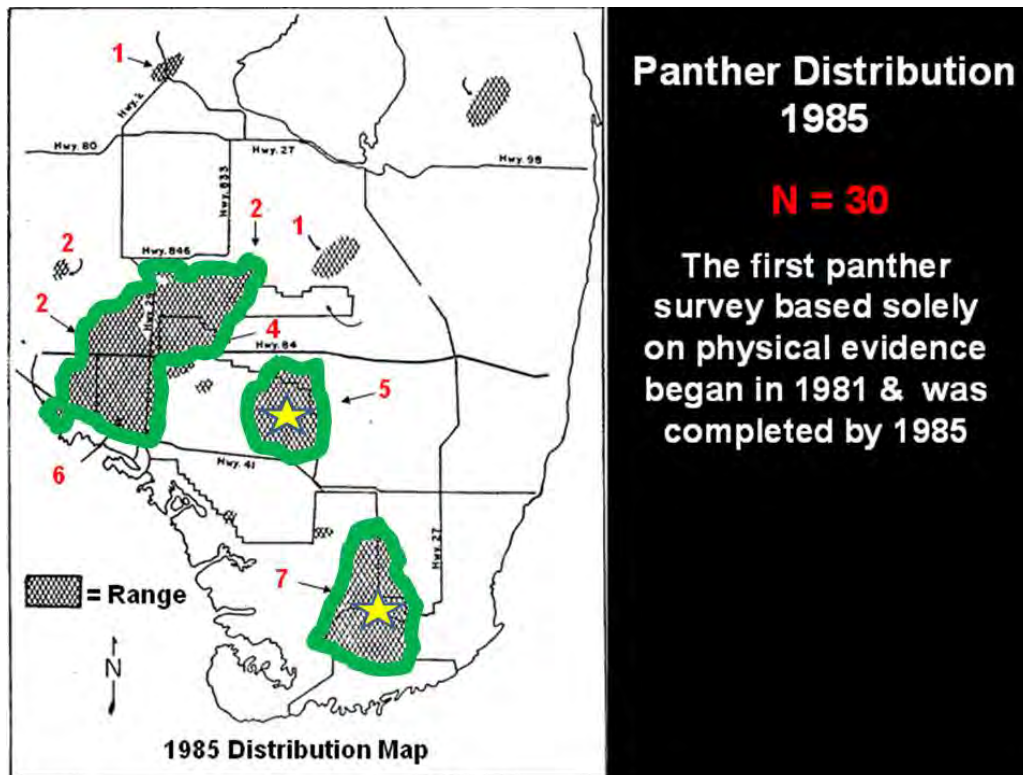 1
Hwy. 2
Hwy. 80
Hwy. 27
Hwy. 98
Hwy. 833
2
1
2
Hwy. 846
2
4
Hwy. 84
5
Hwy. 41
6
Hwy. 27
7
= Range
N
1985 Distribution Map
Panther Distribution
1985
N = 30
The first panther
survey based solely
on physical evidence
began in 1981 & was
completed by 1985